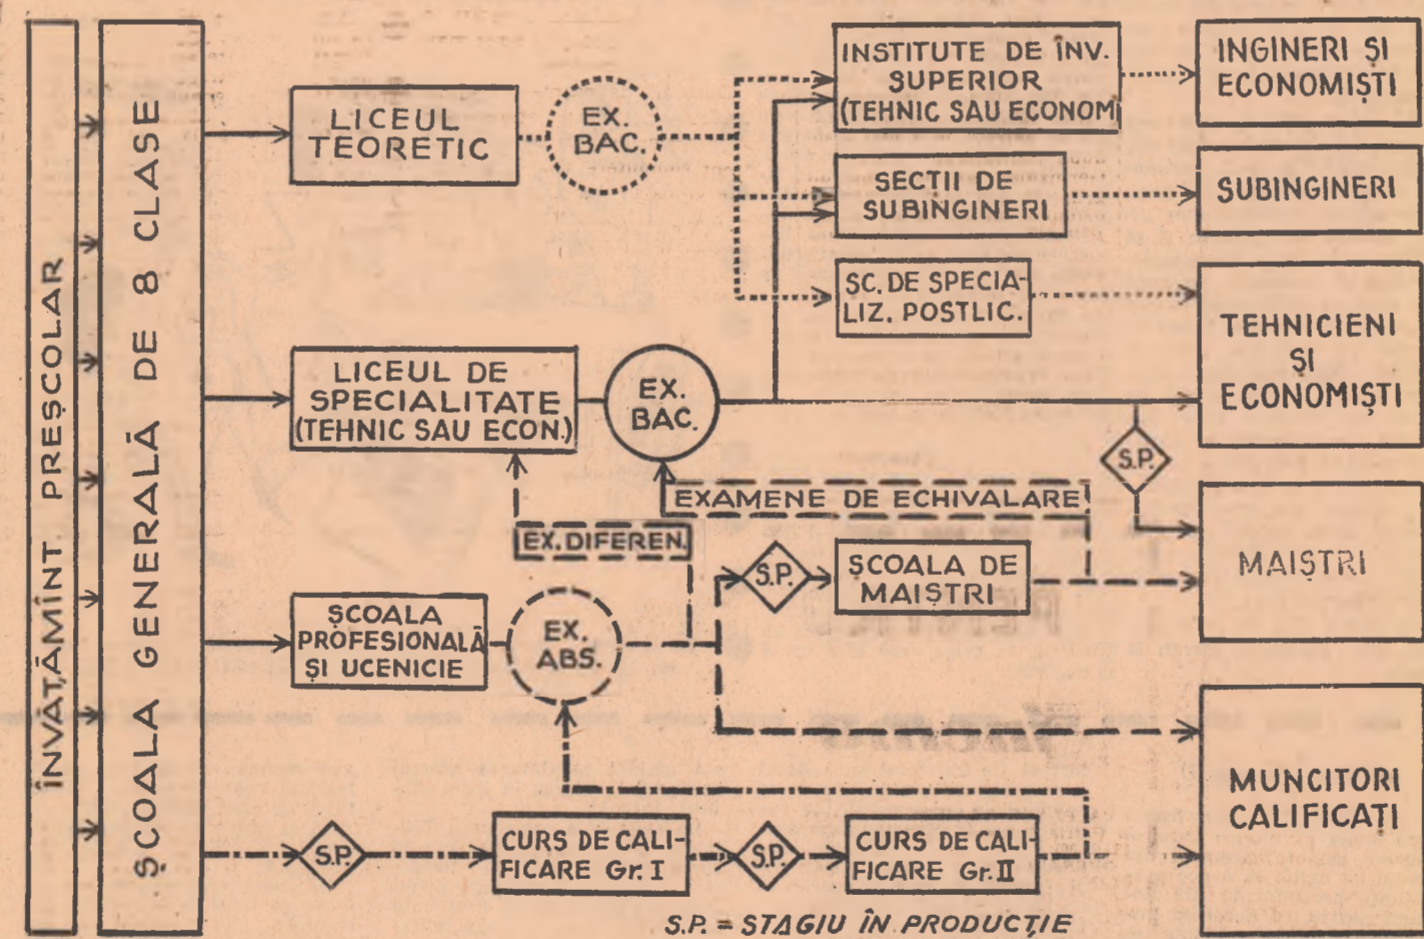 ÎNVĂȚĂMÎNT PREȘCOLAR
ȘCOALA GENERALĂ DE 8 CLASE
LICEUL
TEORETIC
EX.
BAC.
INSTITUTE DE ÎNV.
SUPERIOR
(TEHNIC SAU ECONOM
INGINERI ȘI
ECONOMIȘTI
SECTII DE
SUBINGINERI
SUBINGINERI
ȘC. DE SPECIA-
LIZ. POSTLIC.
TEHNICIENI
ȘI
ECONOMIȘTI
LICEUL DE
SPECIALITATE
(TEHNIC SAU ECON.)
EX.
BAC.
S.P.
EXAMENE DE ECHIVALARE
EX. DIFEREN.
S.P.
ȘCOALA DE
MAIȘTRI
MAIȘTRI
ȘCOALA
PROFESIONALĂ
ȘI UCENICIE
EX.
ABS.
MUNCITORI
CALIFICAȚI
S.P.
CURS DE CALI-
FICARE Gr. I
S.P.
CURS DE CALI-
FICARE Gr. II
S.P. = STAGIU ÎN PRODUCȚIE